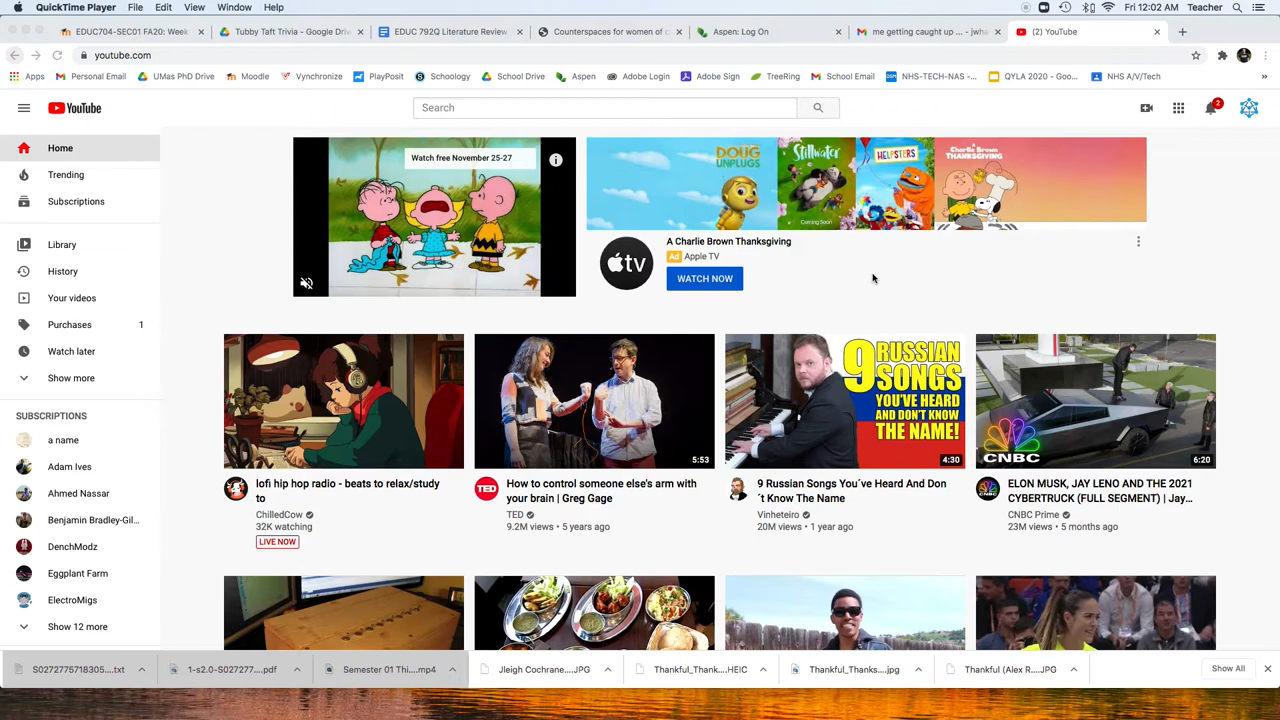 QuickTime Player File Edit View Window Help Fri 12:02 AM Teacher
EDUC704-SEC01 FA20: Week Tubby Taft Trivia - Google Driv EDUC 792Q Literature Review Counterspaces for women of c Aspen: Log On me getting caught up ... - jwha (2) YouTube
youtube.com
Apps Personal Email UMas PhD Drive Moodle Synchronize PlayPosit Schoology School Drive Aspen Adobe Login Adobe Sign TreeRing School Email NHS-TECH-NAS -... QYLA 2020 - Goo... NHS A/V/Tech
YouTube
Search
2
Home
Trending
Subscriptions
Library
History
Your videos
Purchases 1
Watch later
Show more
SUBSCRIPTIONS
a name
Adam Ives
Ahmed Nassar
Benjamin Bradley-Gil...
DenchModz
Eggplant Farm
ElectroMigs
Show 12 more
Watch free November 25-27
DOUG
UNPLUGS
Stillwater
Coming Soon
HELPSTERS
CHARLIE BROWN
THANKSGIVING
tv
A Charlie Brown Thanksgiving
Ad Apple TV
WATCH NOW
lofi hip hop radio - beats to relax/study
to
ChilledCow
32K watching
LIVE NOW
5:53
TED
How to control someone else's arm with
your brain | Greg Gage
TED
9.2M views • 5 years ago
9 RUSSIAN
SONGS
YOU'VE HEARD
AND DON'T KNOW
THE NAME!
4:30
9 Russian Songs You´ve Heard And Don
´t Know The Name
Vinheteiro
20M views • 1 year ago
CNBC
6:20
ELON MUSK, JAY LENO AND THE 2021
CYBERTRUCK (FULL SEGMENT) | Jay...
CNBC Prime
23M views • 5 months ago
S0272775718305....txt 1-s2.0-S027277....pdf Semester 01 Thi....mp4 Jleigh Cochrane....JPG Thankful_Thank....HEIC Thankful_Thanks....jpg Thankful (Alex R....JPG Show All